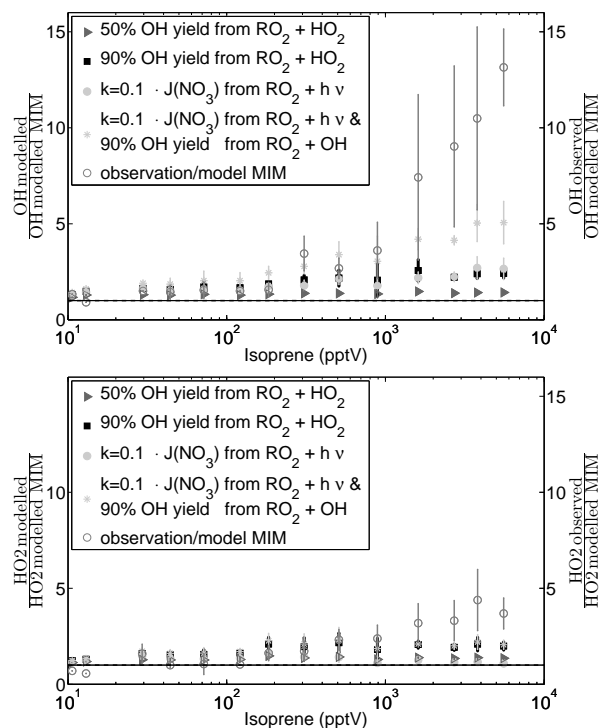 15
10
5
0
OH modelled
OH modelled MIM
50% OH yield from RO2 + HO2
90% OH yield from RO2 + HO2
k=0.1 · J(NO3) from RO2 + h ν
k=0.1 · J(NO3) from RO2 + h ν &
90% OH yield from RO2 + OH
observation/model MIM
15
10
5
0
OH observed
OH modelled MIM
10^1 10^2 10^3 10^4
Isoprene (pptV)
15
10
5
0
HO2 modelled
HO2 modelled MIM
50% OH yield from RO2 + HO2
90% OH yield from RO2 + HO2
k=0.1 · J(NO3) from RO2 + h ν
k=0.1 · J(NO3) from RO2 + h ν &
90% OH yield from RO2 + OH
observation/model MIM
15
10
5
0
HO2 observed
HO2 modelled MIM
10^1 10^2 10^3 10^4
Isoprene (pptV)